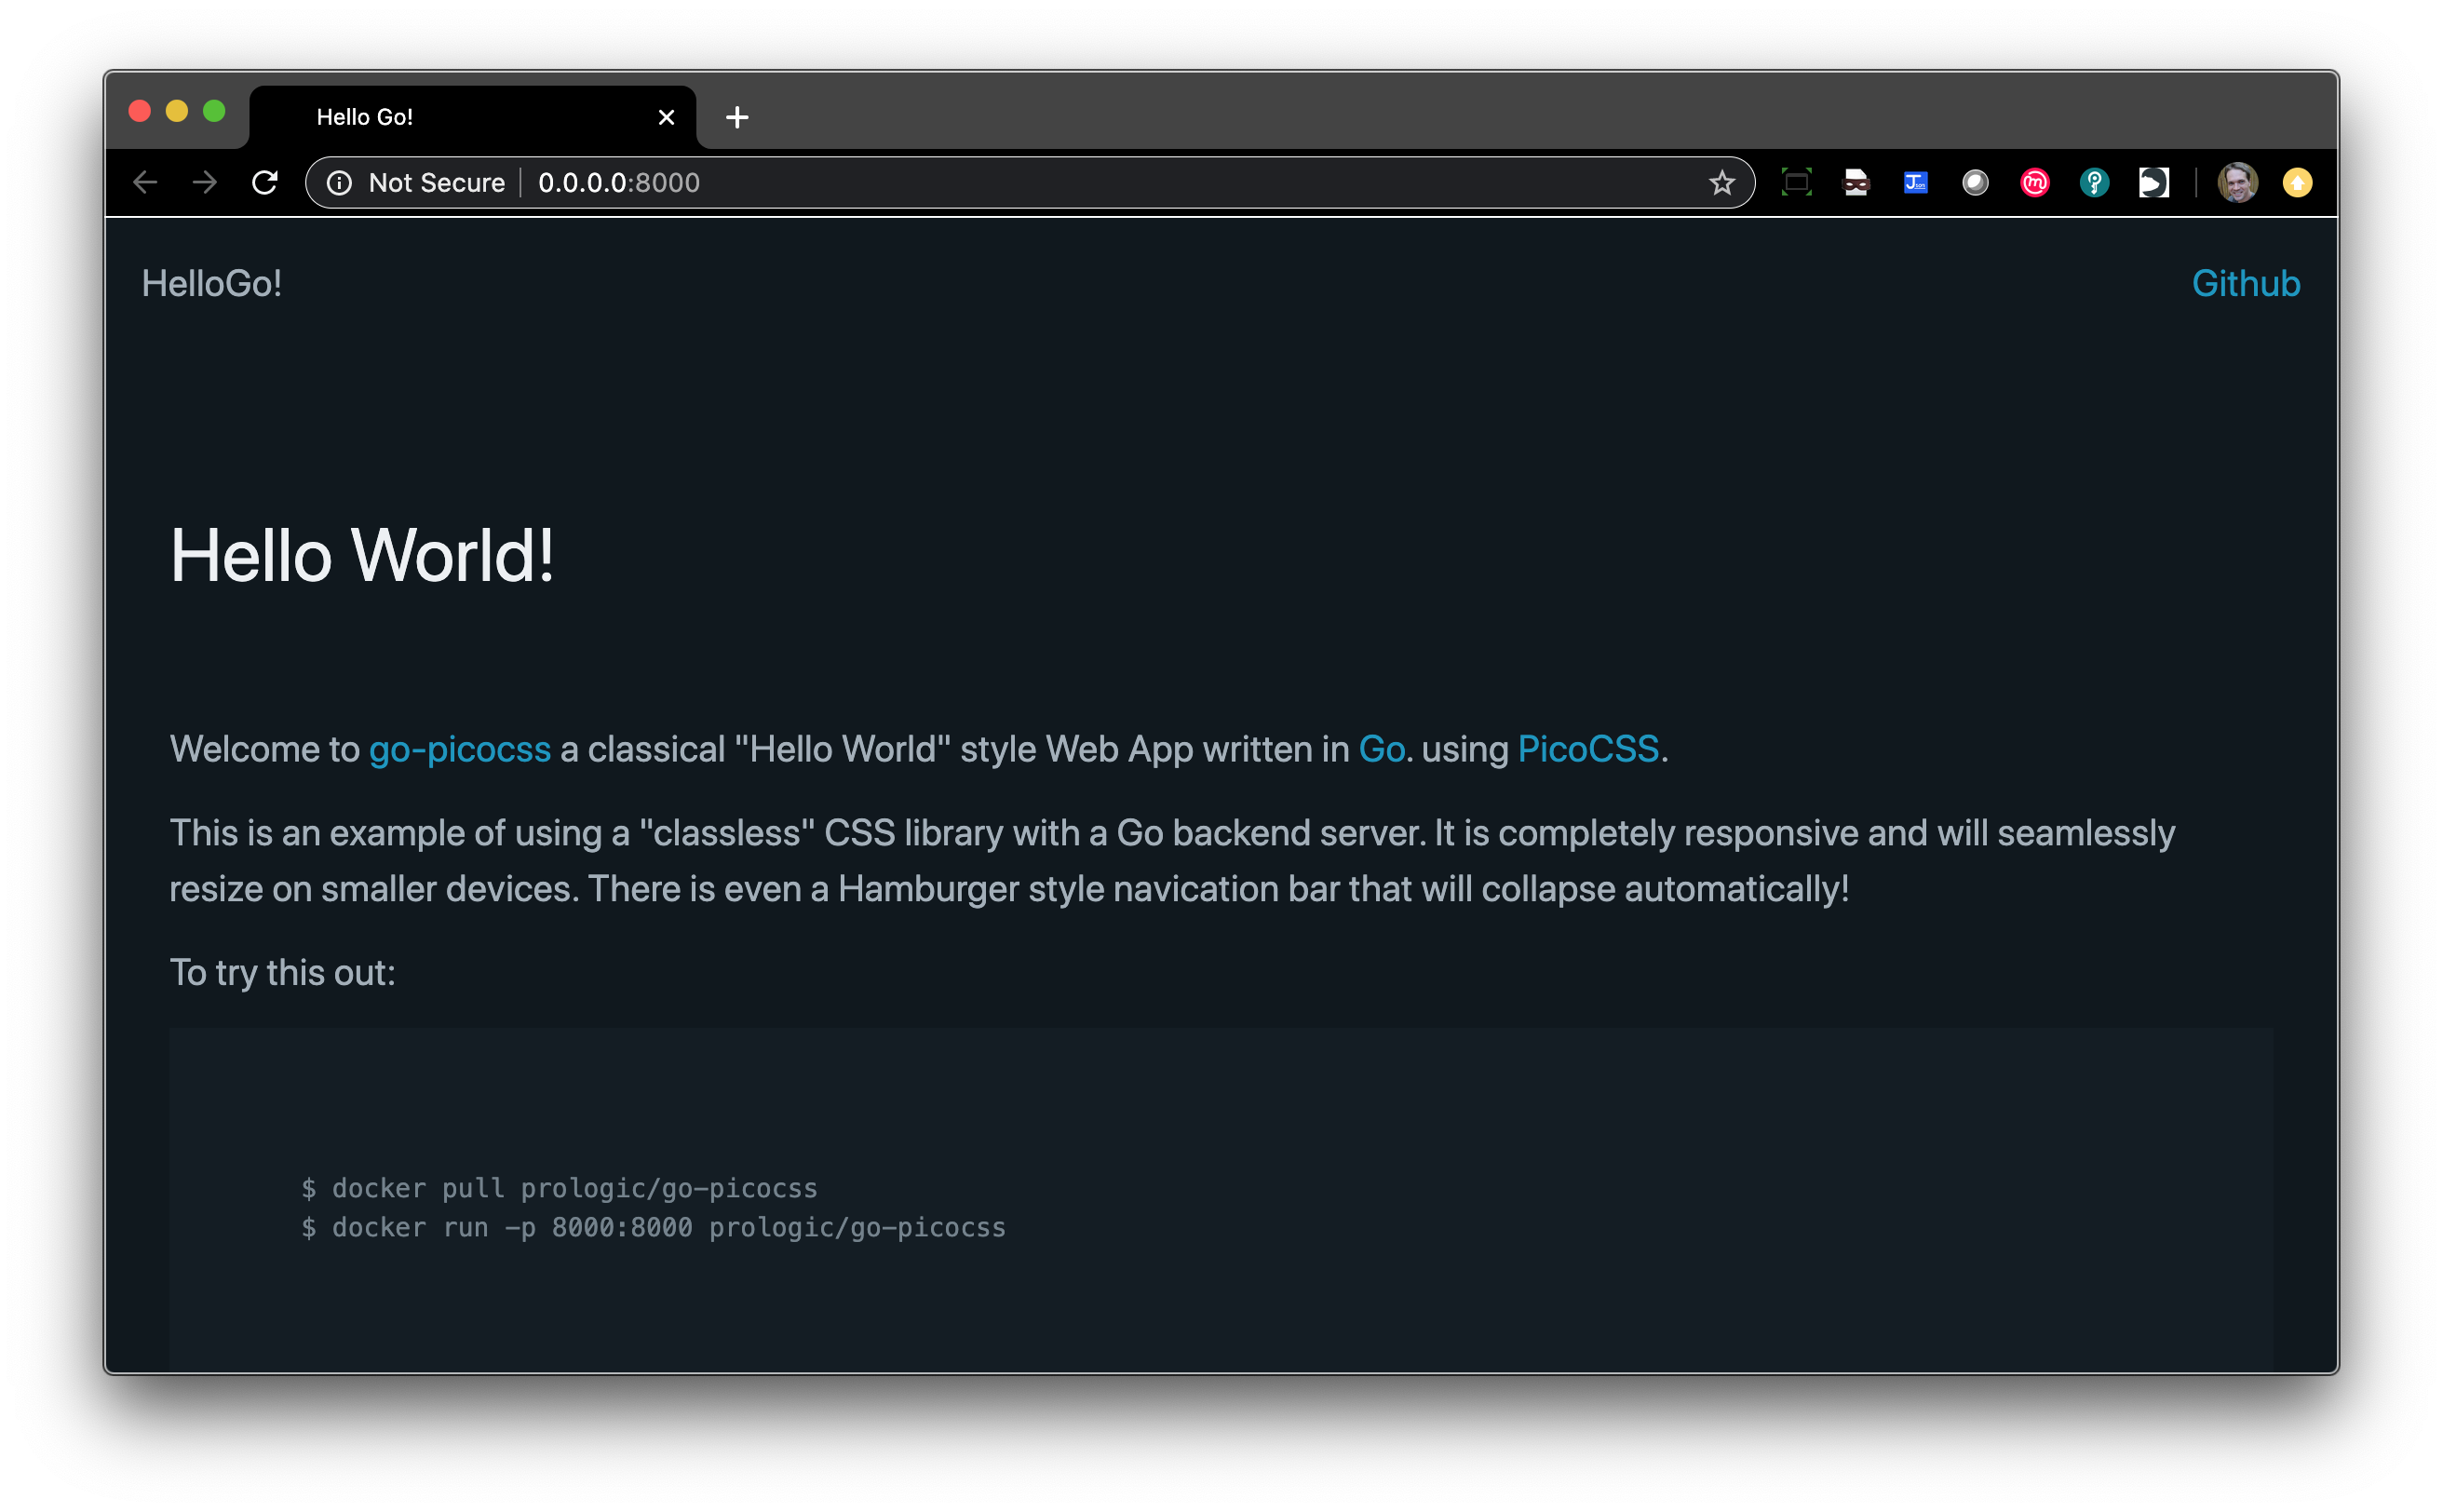 Hello Go!
Not Secure 0.0.0.0:8000
HelloGo! Github
Hello World!
Welcome to go-picocss a classical "Hello World" style Web App written in Go. using PicoCSS.
This is an example of using a "classless" CSS library with a Go backend server. It is completely responsive and will seamlessly
resize on smaller devices. There is even a Hamburger style navication bar that will collapse automatically!
To try this out:
$ docker pull prologic/go-picocss
$ docker run -p 8000:8000 prologic/go-picocss